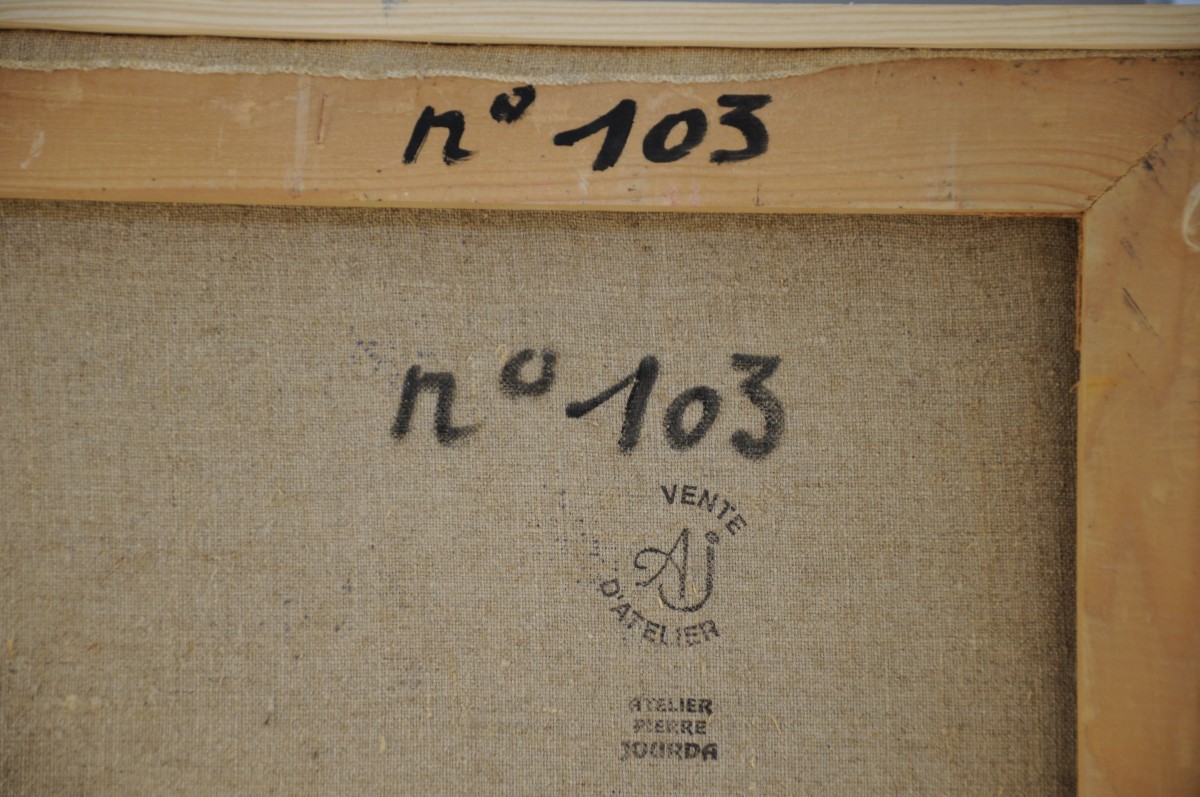 n° 103
n° 103
VENTE
AJ
D'ATELIER
ATELIER
PIERRE
JOURDA